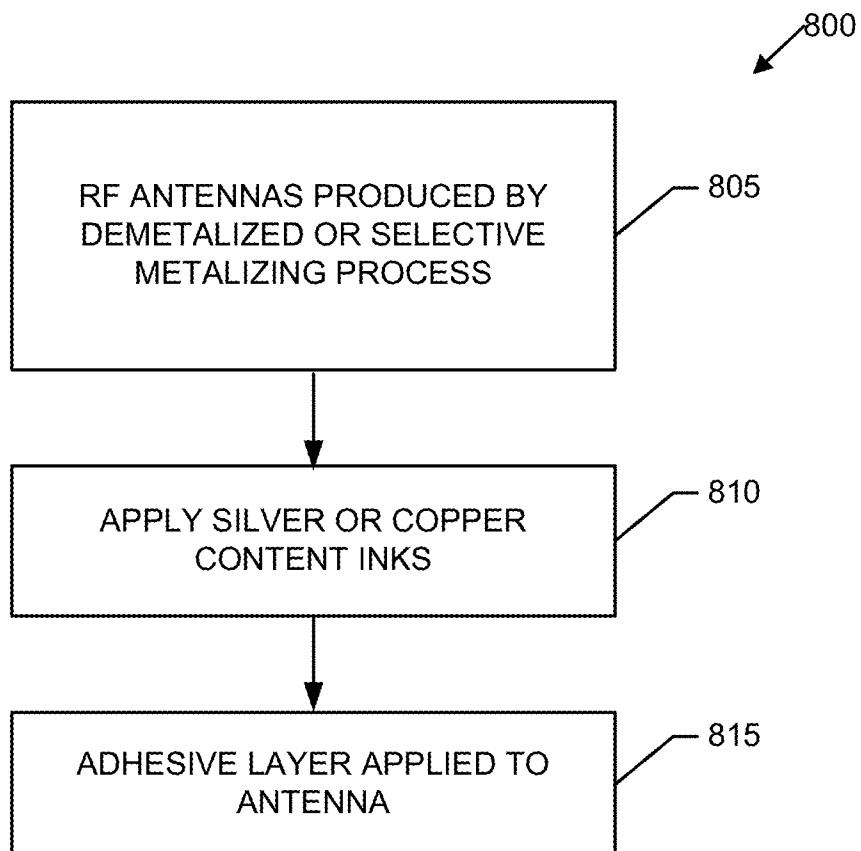 800
RF ANTENNAS PRODUCED BY
DEMETALIZED OR SELECTIVE
METALIZING PROCESS
805
APPLY SILVER OR COPPER
CONTENT INKS
810
ADHESIVE LAYER APPLIED TO
ANTENNA
815